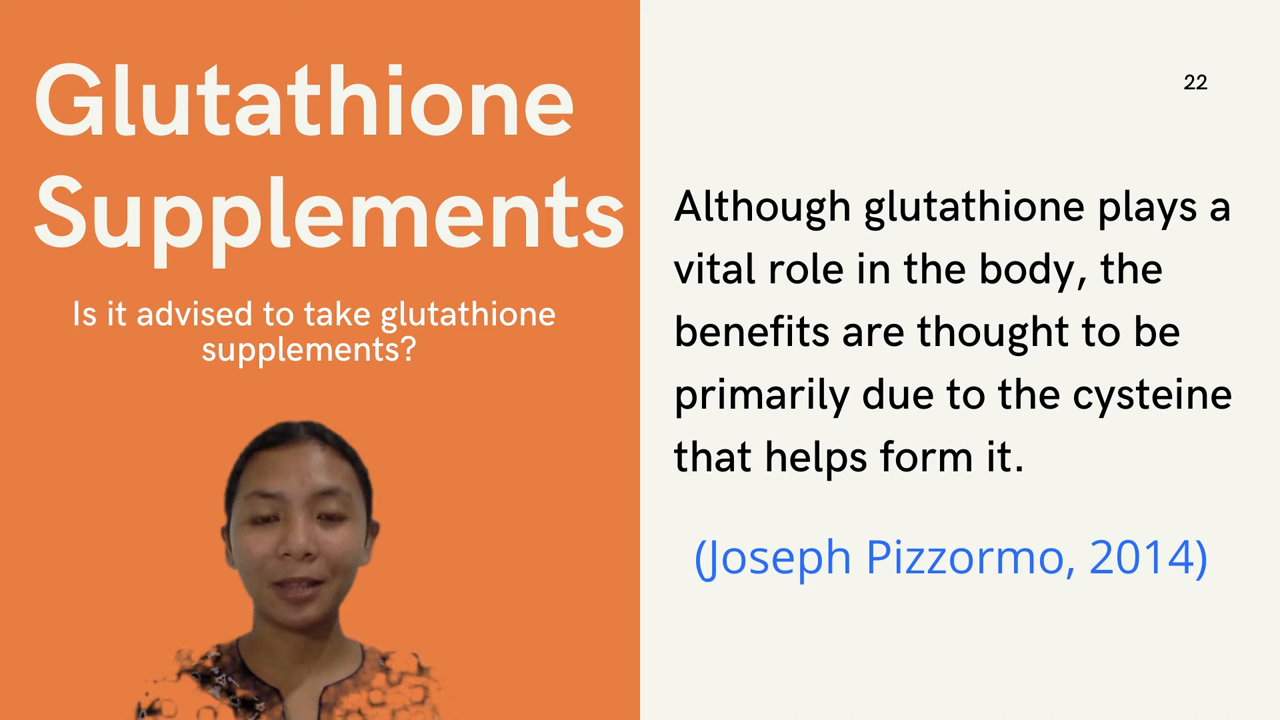 Glutathione
Supplements
Is it advised to take glutathione
supplements?
22
Although glutathione plays a
vital role in the body, the
benefits are thought to be
primarily due to the cysteine
that helps form it.
(Joseph Pizzormo, 2014)